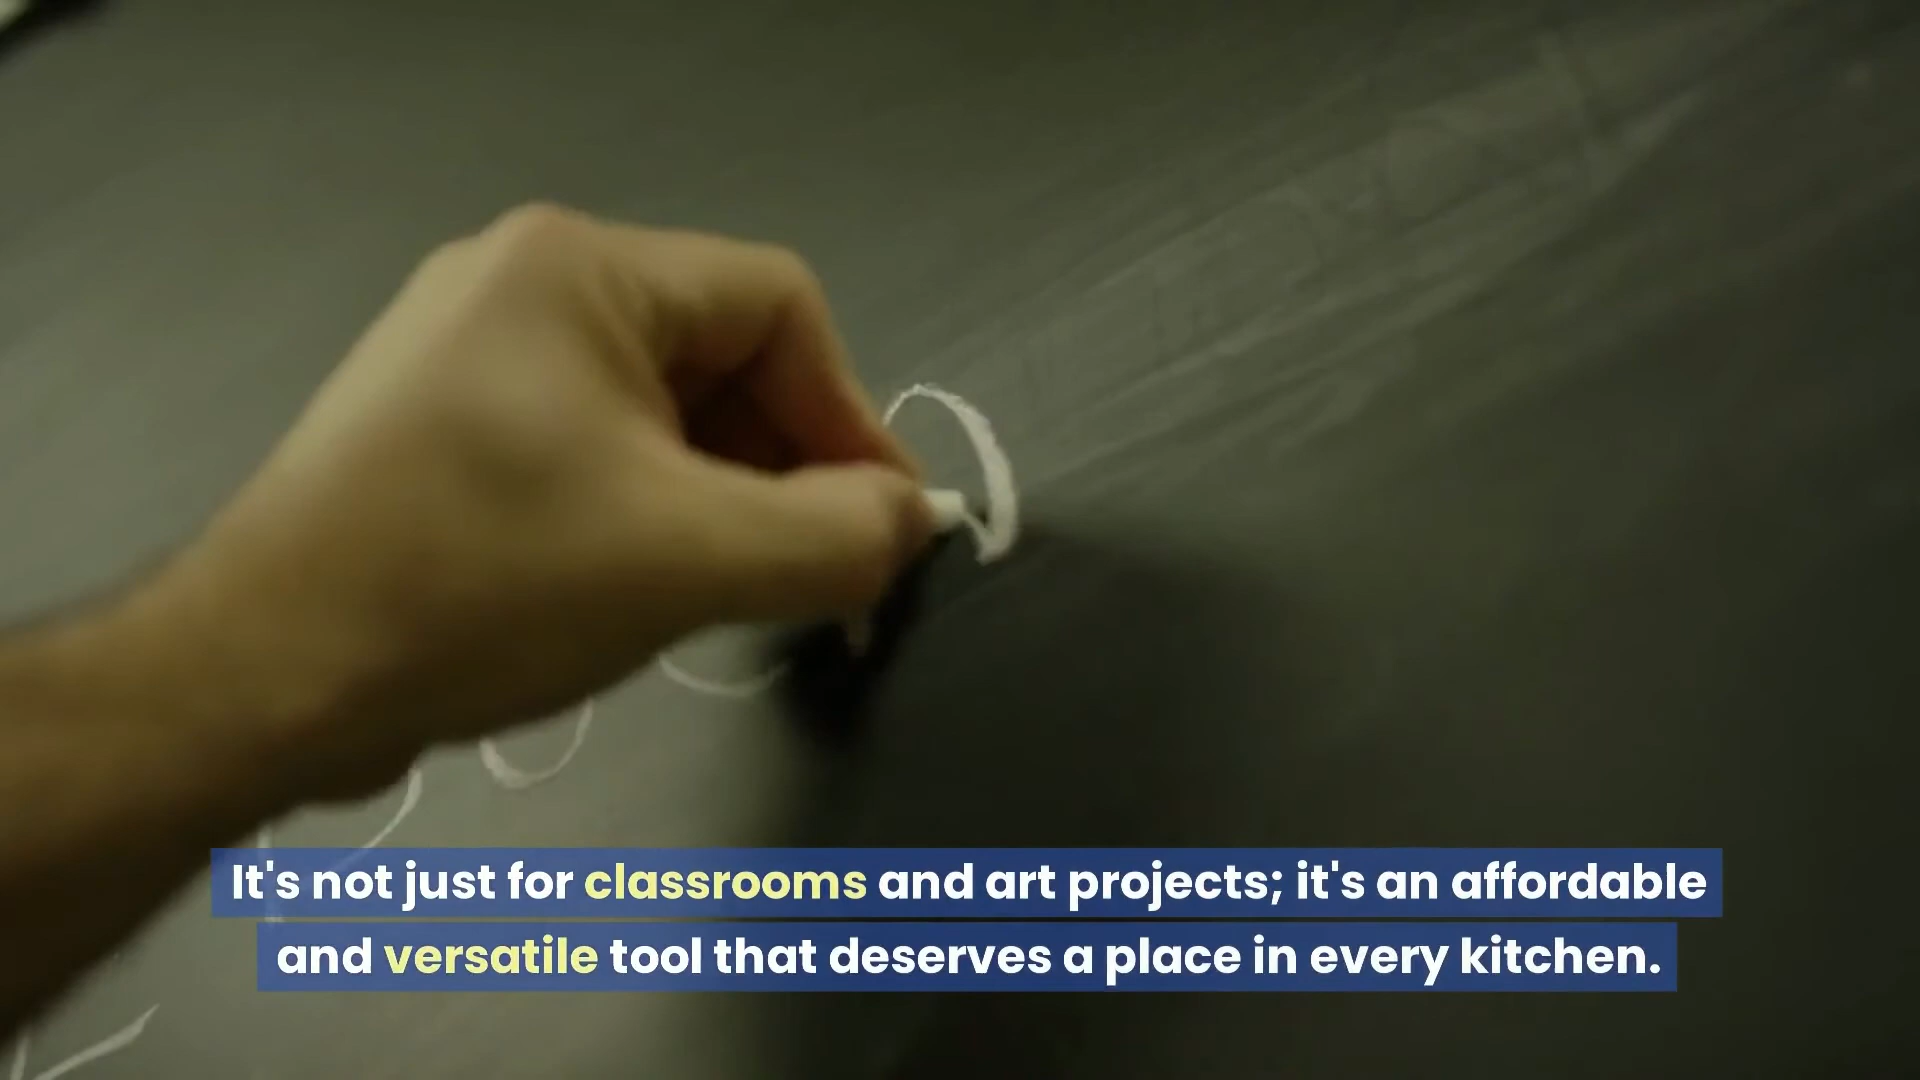 It's not just for classrooms and art projects; it's an affordable
and versatile tool that deserves a place in every kitchen.